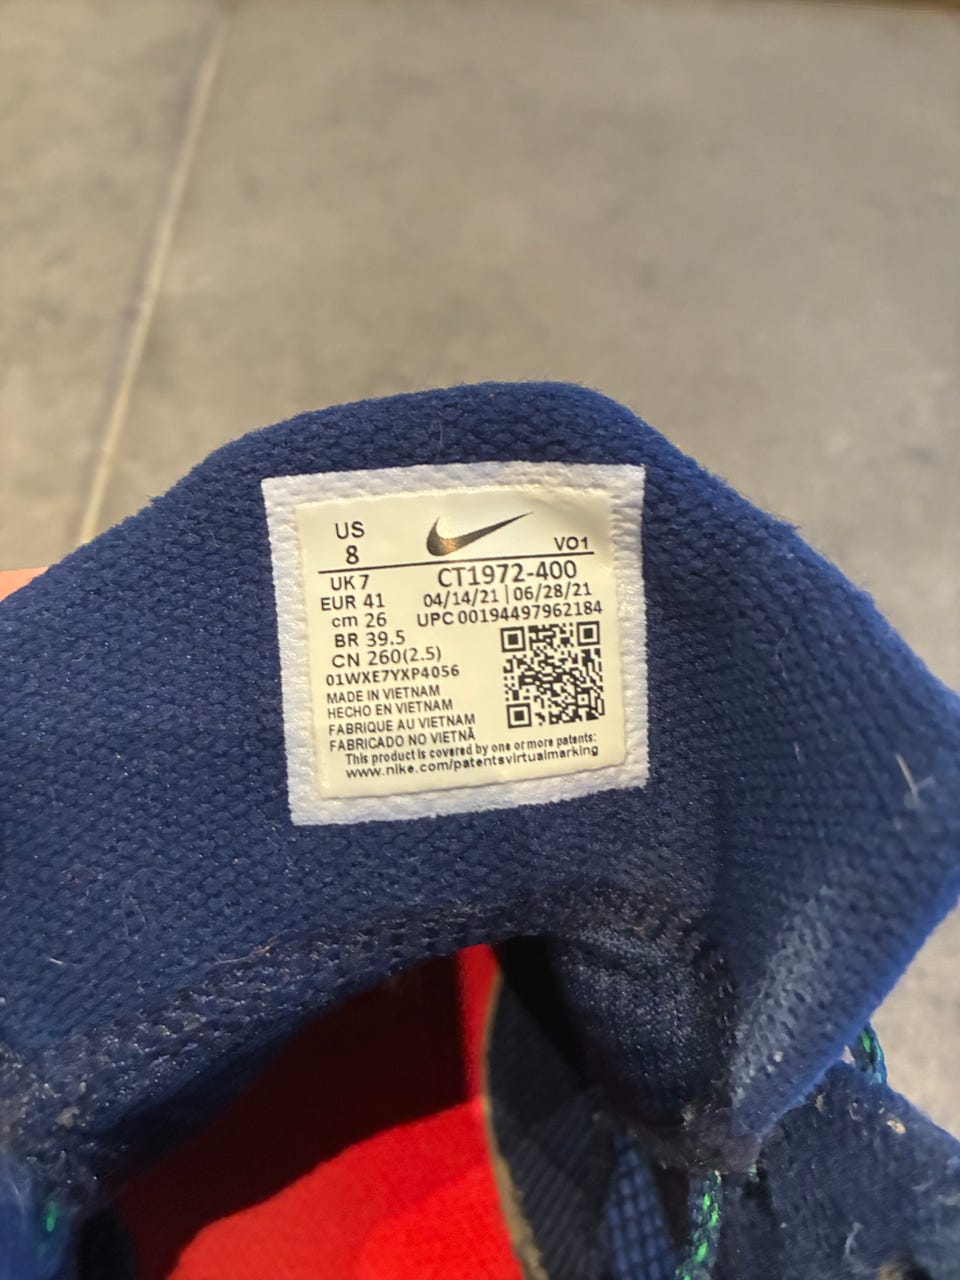 US
8
VO1
UK 7
CT1972-400
EUR 41
04/14/21 | 06/28/21
cm 26
UPC 00194497962184
BR 39.5
CN 260(2.5)
01WXE7YXP4056
MADE IN VIETNAM
HECHO EN VIETNAM
FABRIQUE AU VIETNAM
FABRICADO NO VIETNÃ
This product is covered by one or more patents:
www.nike.com/patentsvirtualmarking